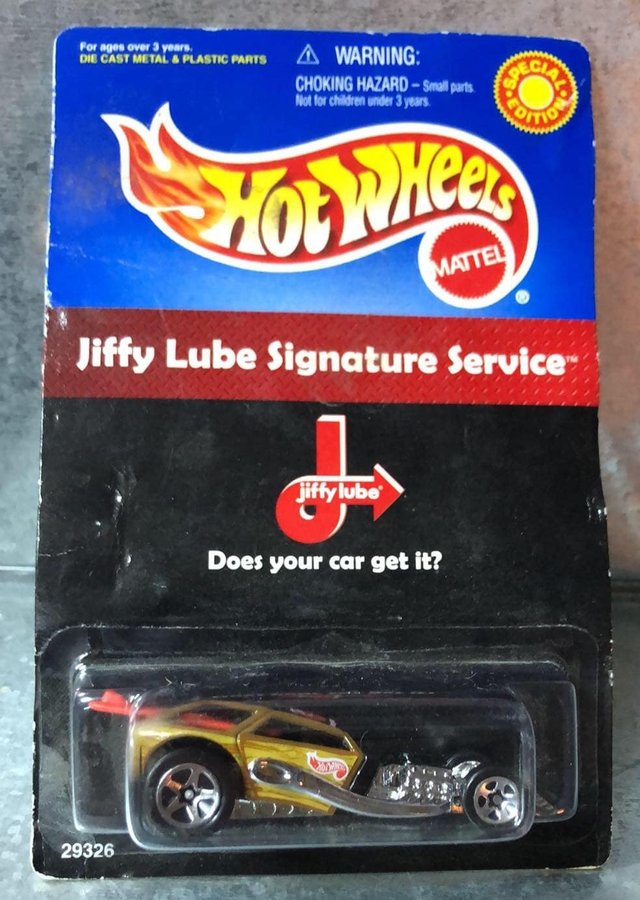 For ages over 3 years.
DIE CAST METAL & PLASTIC PARTS
⚠ WARNING:
CHOKING HAZARD – Small parts.
Not for children under 3 years.
SPECIAL EDITION
HOT WHEELS
MATTEL
®
Jiffy Lube Signature Service™
jiffy lube®
Does your car get it?
Hot Wheels
29326